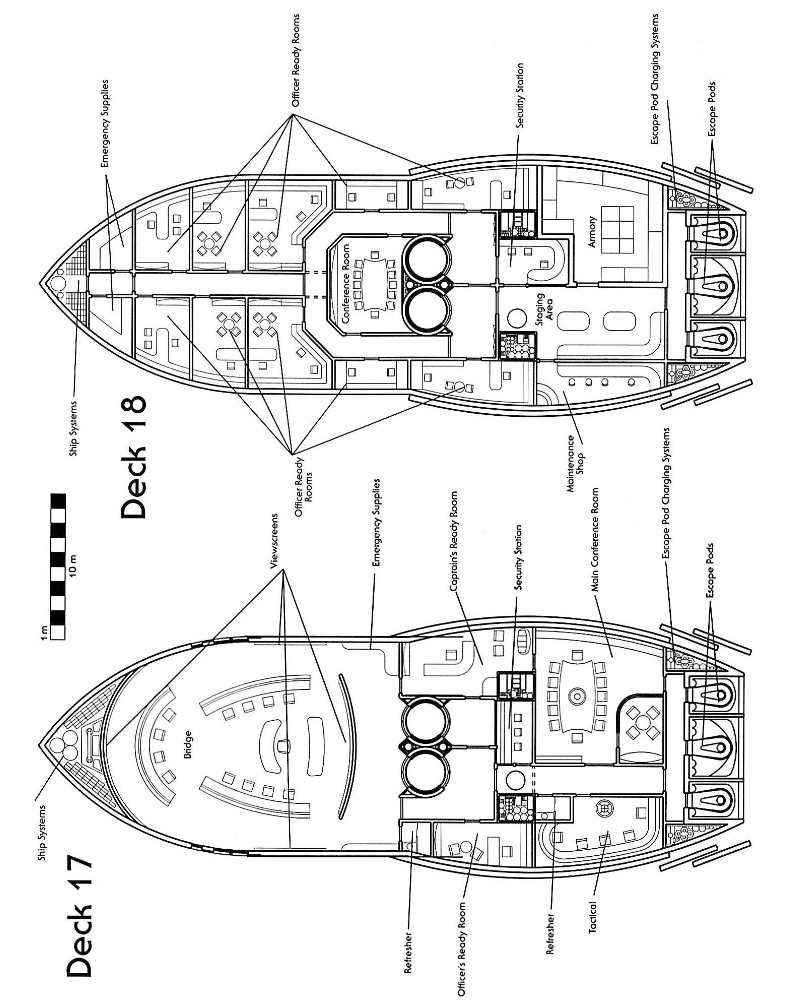 Deck 18
Officer Ready Rooms
Emergency Supplies
Security Station
Escape Pod Charging Systems
Escape Pods
Conference Room
Armory
Staging
Area
Ship Systems
Officer Ready
Rooms
Maintenance
Shop
1m
10 m
Deck 17
Viewscreens
Emergency Supplies
Captain's Ready Room
Security Station
Main Conference Room
Escape Pod Charging Systems
Escape Pods
Bridge
Ship Systems
Refresher
Officer's Ready Room
Refresher
Tactical